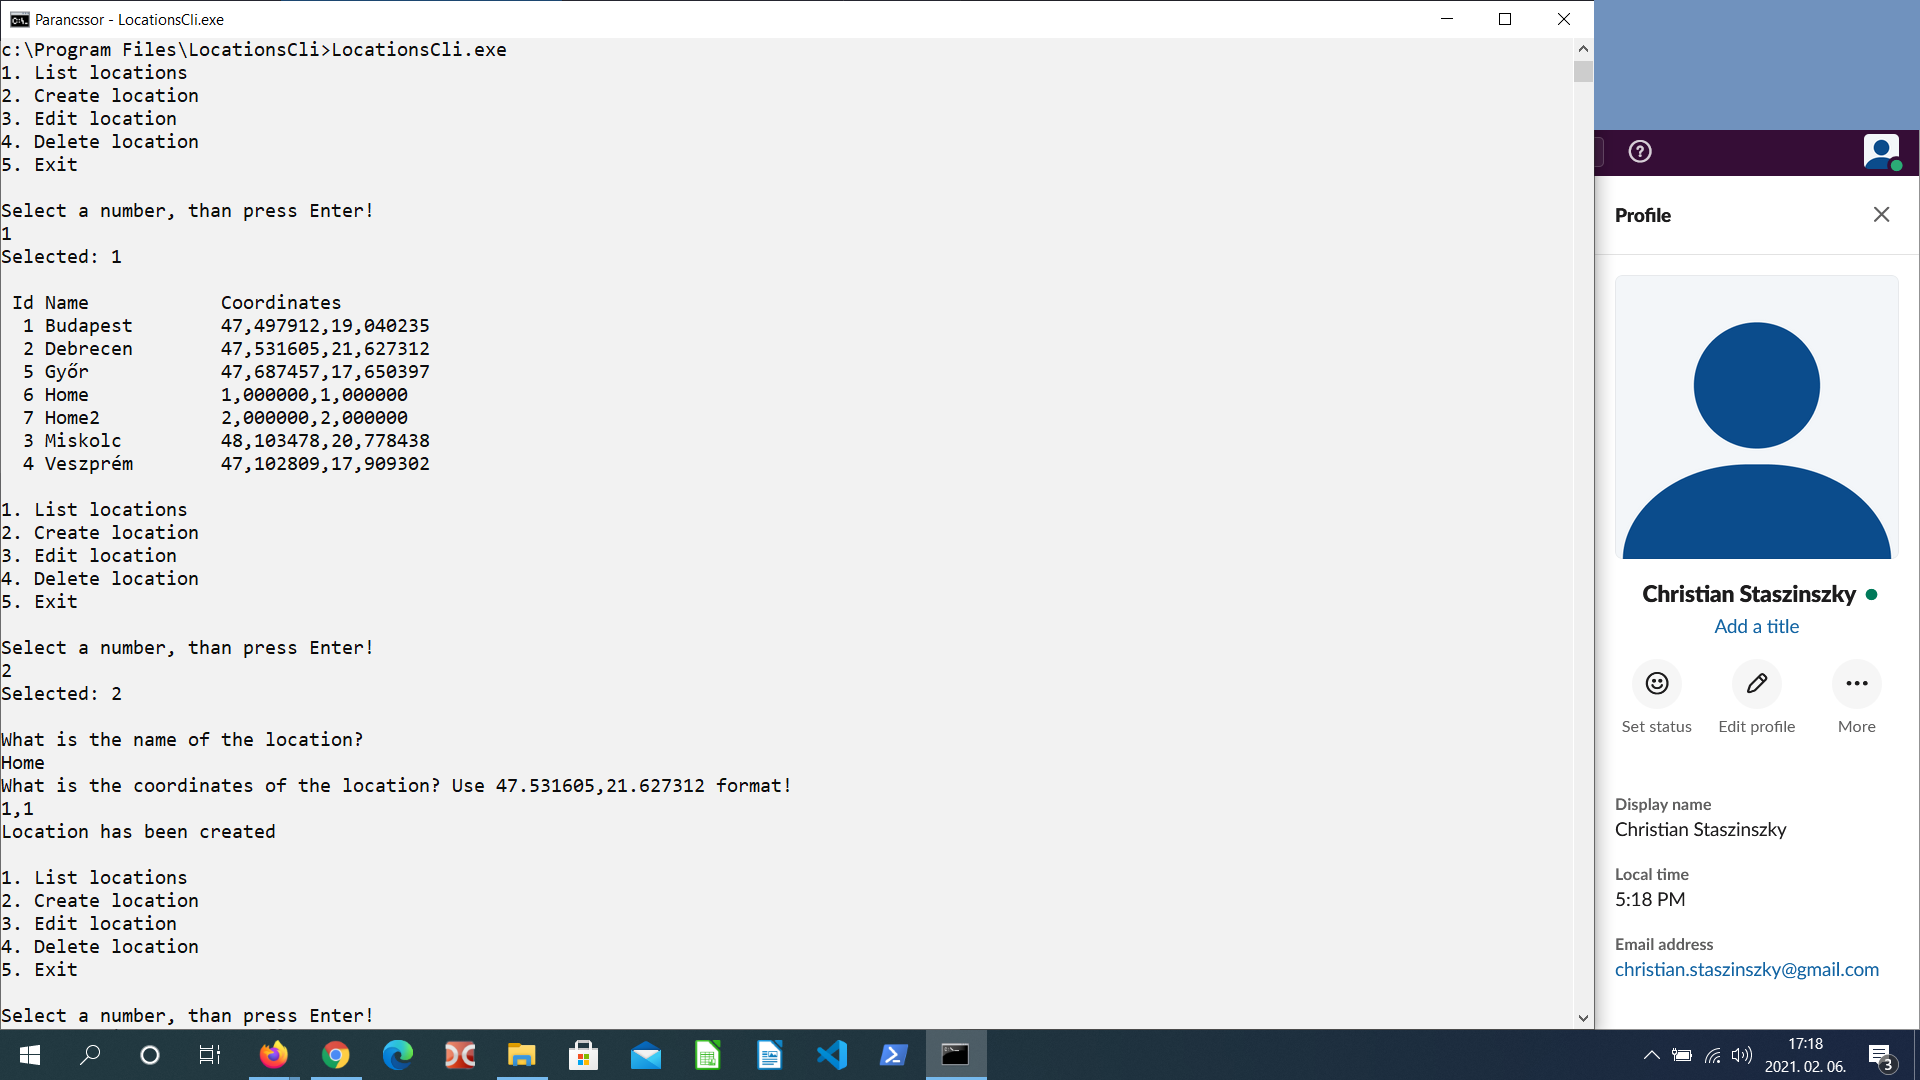 Parancssor - LocationsCli.exe
c:\Program Files\LocationsCli>LocationsCli.exe
1. List locations
2. Create location
3. Edit location
4. Delete location
5. Exit
Select a number, than press Enter!
1
Selected: 1
Id Name Coordinates
1 Budapest 47,497912,19,040235
2 Debrecen 47,531605,21,627312
5 Győr 47,687457,17,650397
6 Home 1,000000,1,000000
7 Home2 2,000000,2,000000
3 Miskolc 48,103478,20,778438
4 Veszprém 47,102809,17,909302
1. List locations
2. Create location
3. Edit location
4. Delete location
5. Exit
Select a number, than press Enter!
2
Selected: 2
What is the name of the location?
Home
What is the coordinates of the location? Use 47.531605,21.627312 format!
1,1
Location has been created
1. List locations
2. Create location
3. Edit location
4. Delete location
5. Exit
Select a number, than press Enter!
Profile
Christian Staszinszky
Add a title
Set status Edit profile More
Display name
Christian Staszinszky
Local time
5:18 PM
Email address
christian.staszinszky@gmail.com
17:18
2021. 02. 06.
3